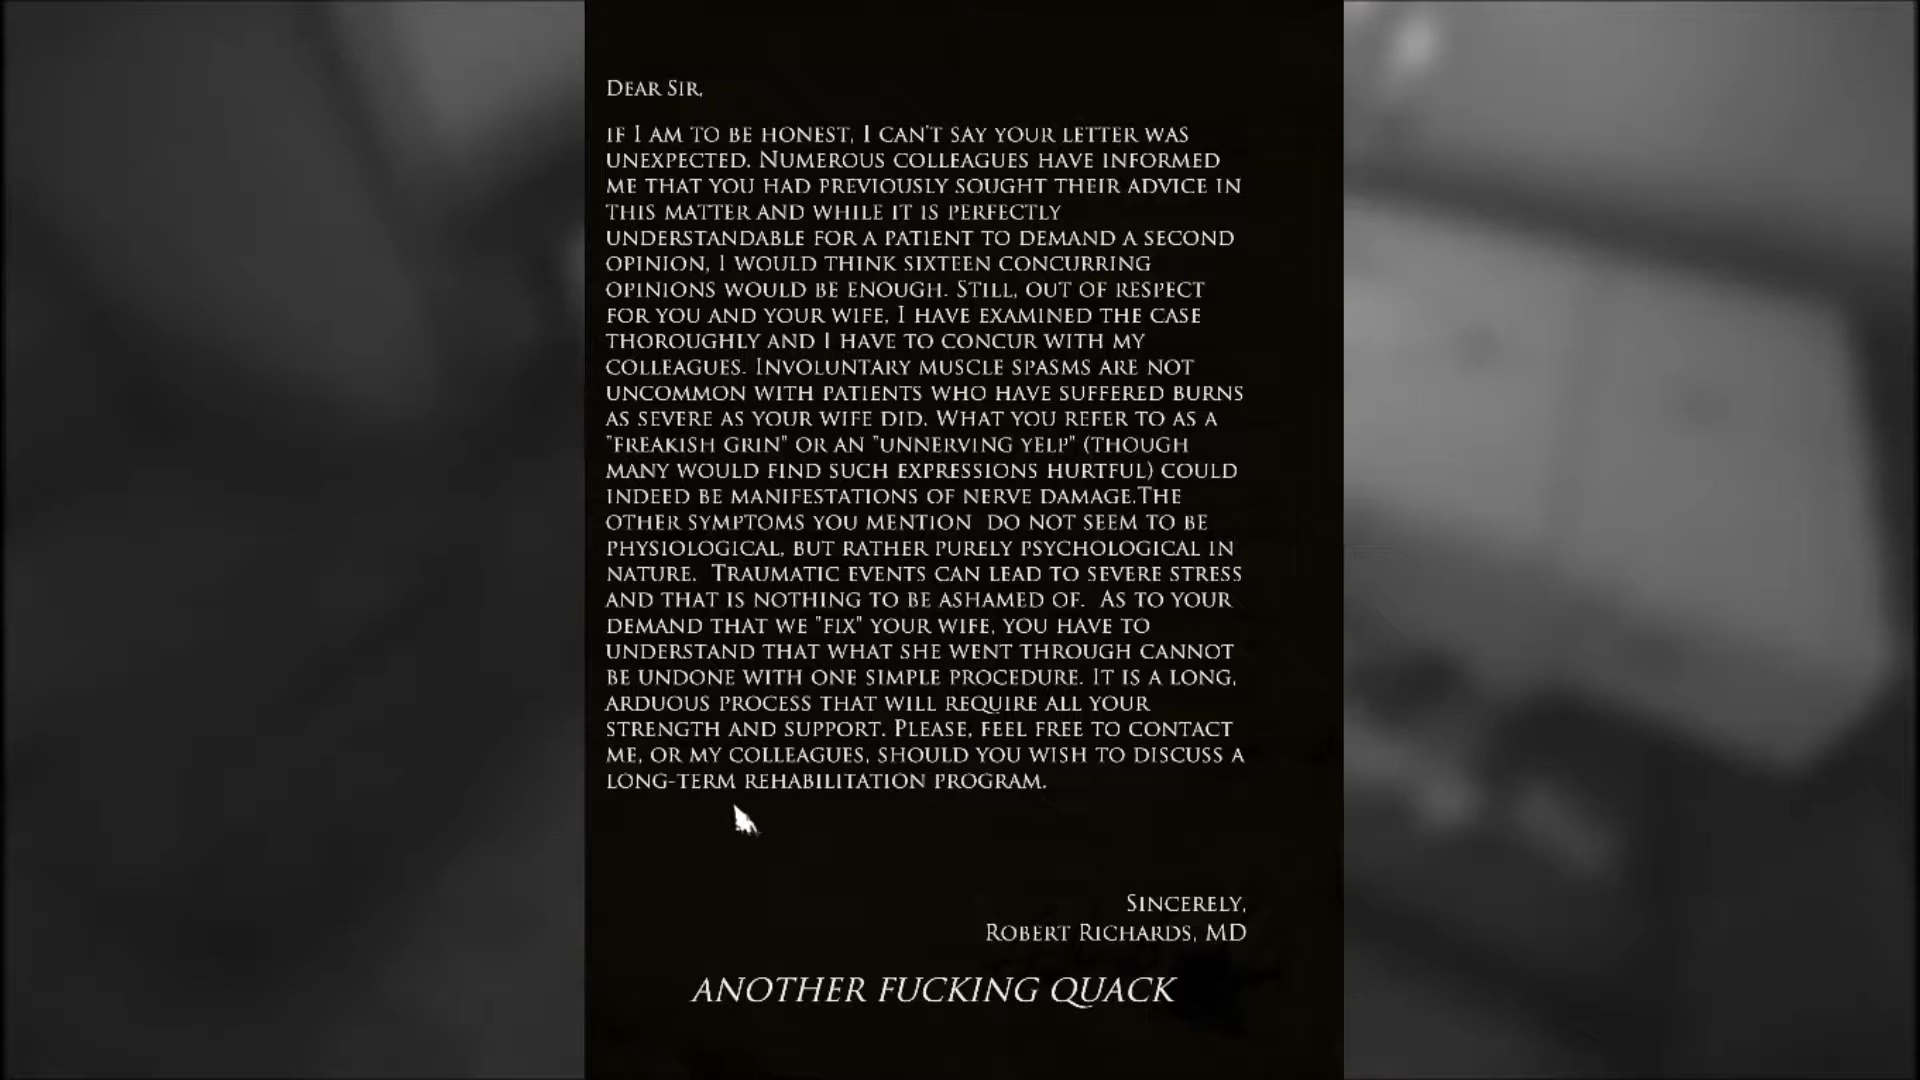 Dear Sir,
if I am to be honest, I can't say your letter was
unexpected. Numerous colleagues have informed
me that you had previously sought their advice in
this matter and while it is perfectly
understandable for a patient to demand a second
opinion, I would think sixteen concurring
opinions would be enough. Still, out of respect
for you and your wife, I have examined the case
thoroughly and I have to concur with my
colleagues. Involuntary muscle spasms are not
uncommon with patients who have suffered burns
as severe as your wife did. What you refer to as a
"freakish grin" or an "unnerving yelp" (though
many would find such expressions hurtful) could
indeed be manifestations of nerve damage.The
other symptoms you mention  do not seem to be
physiological, but rather purely psychological in
nature.  Traumatic events can lead to severe stress
and that is nothing to be ashamed of.  As to your
demand that we "fix" your wife, you have to
understand that what she went through cannot
be undone with one simple procedure. It is a long,
arduous process that will require all your
strength and support. Please, feel free to contact
me, or my colleagues, should you wish to discuss a
long-term rehabilitation program.
Sincerely,
Robert Richards, MD
ANOTHER FUCKING QUACK